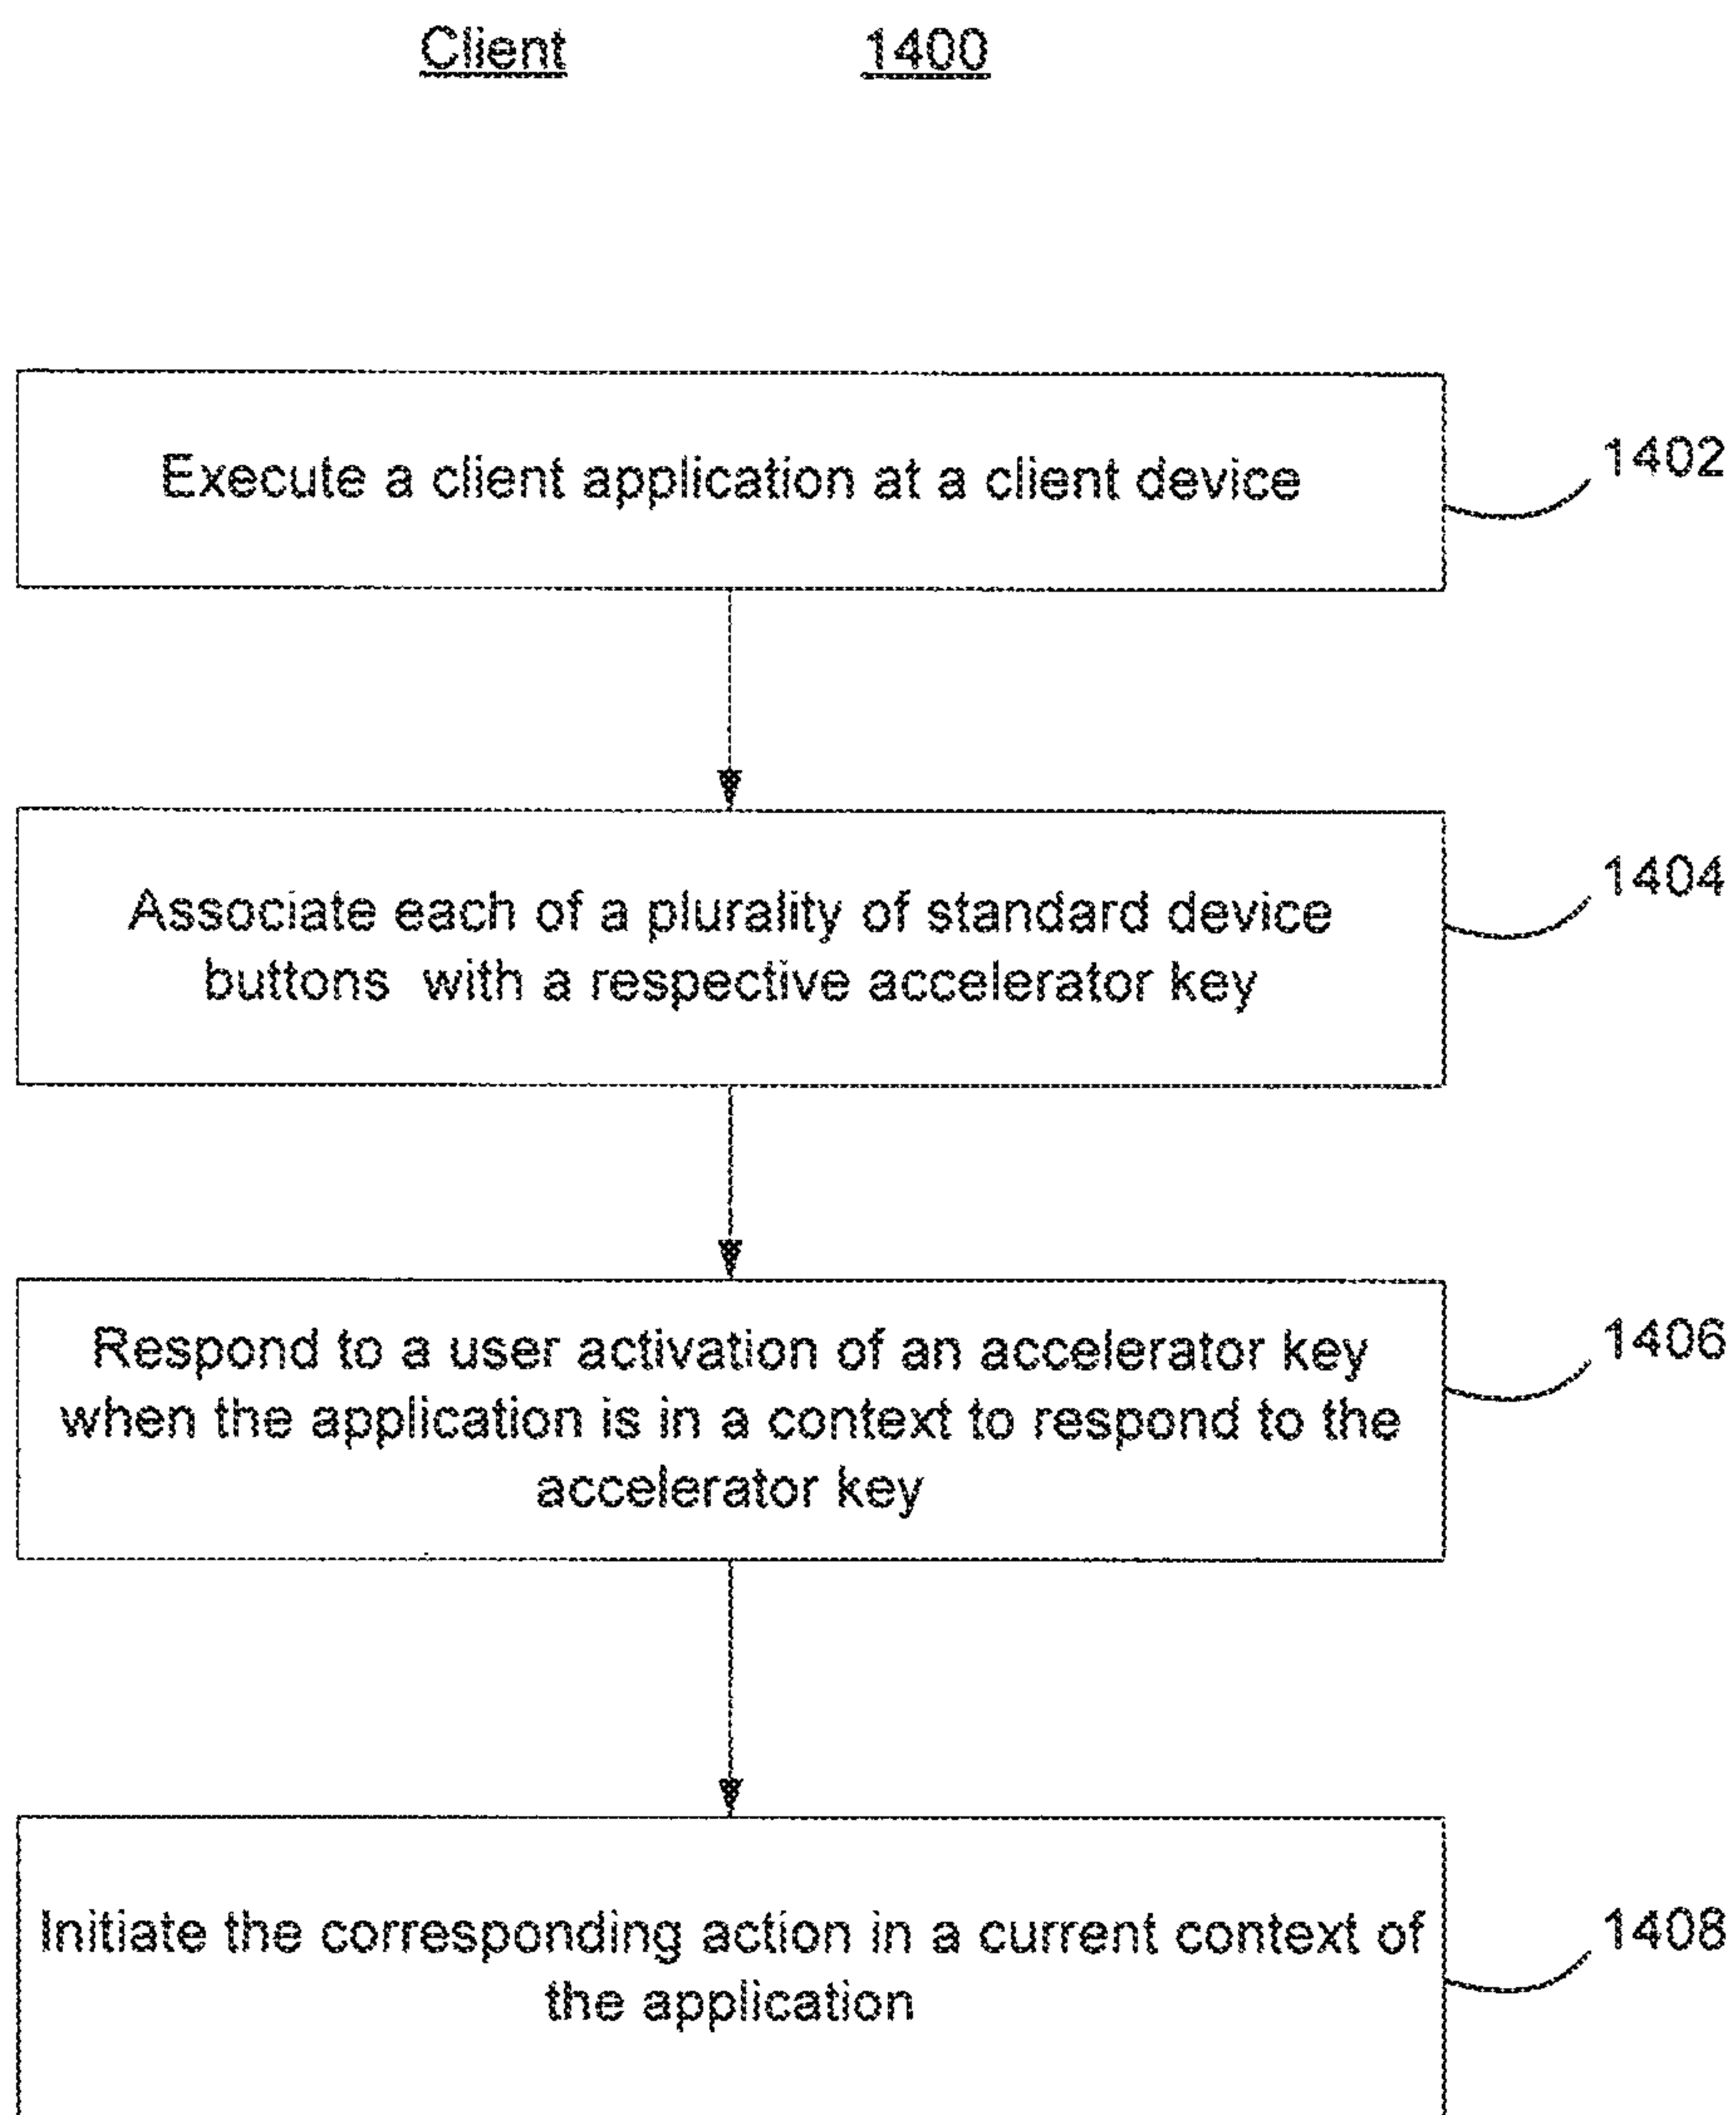 Client 1400
Execute a client application at a client device
1402
Associate each of a plurality of standard device
buttons with a respective accelerator key
1404
Respond to a user activation of an accelerator key
when the application is in a context to respond to the
accelerator key
1406
Initiate the corresponding action in a current context of
the application
1408